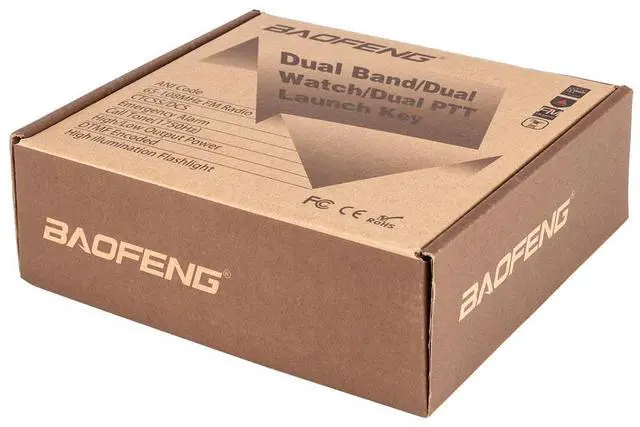 BAOFENG
Dual Band/Dual
Watch/Dual PTT
Launch Key
ANI Code
65-108MHz FM Radio
CTCSS/DCS
Emergency Alarm
Call Tone(1750Hz)
High/Low Output Power
DTMF Encoded
High Illumination Flashlight
FC CE RoHS
BAOFENG®
BAOFENG®